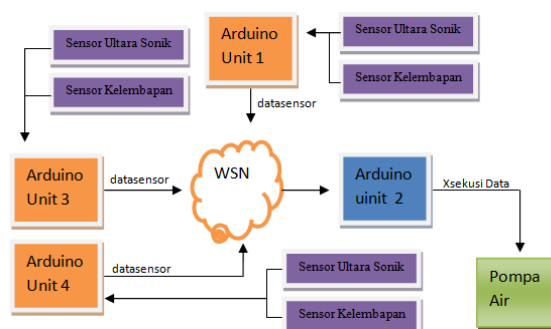 Sensor Ultara Sonik
Sensor Kelembapan
Arduino
Unit 1
Sensor Ultara Sonik
Sensor Kelembapan
datasensor
Arduino
Unit 3
datasensor
WSN
Arduino
uinit 2
Xsekusi Data
Arduino
Unit 4
datasensor
Sensor Ultara Sonik
Sensor Kelembapan
Pompa
Air